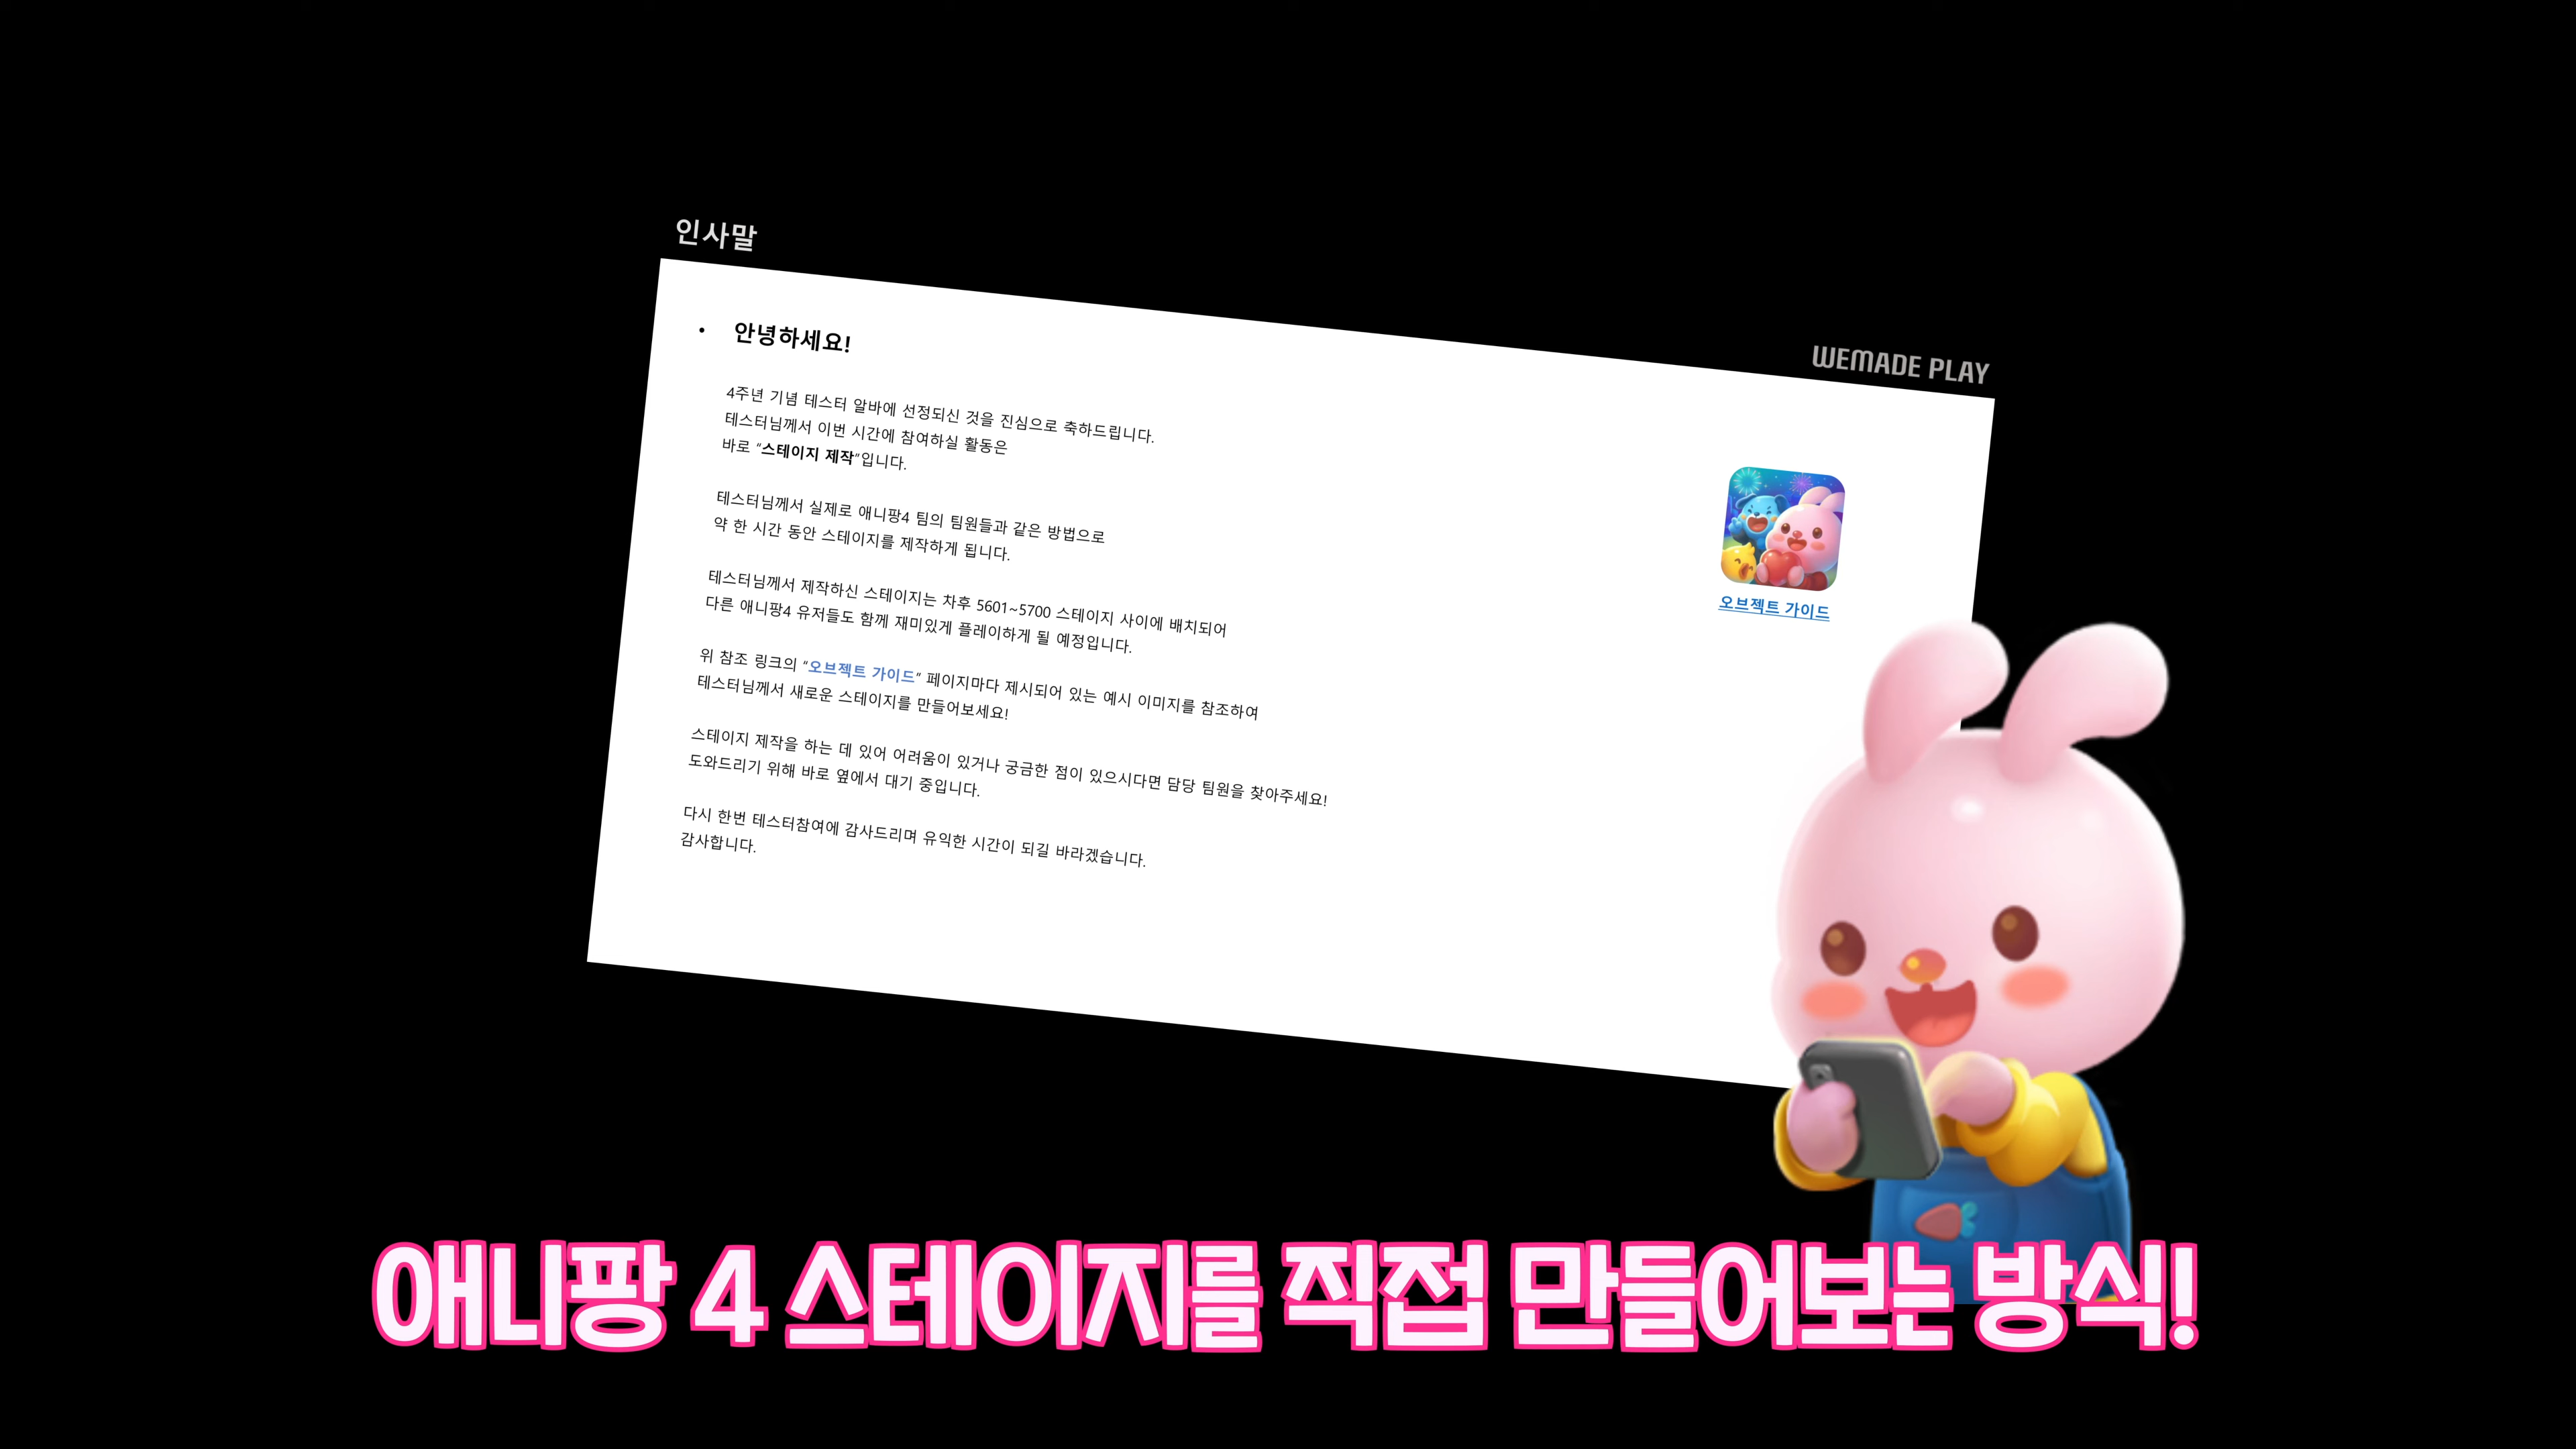 인사말
WEMADE PLAY
• 안녕하세요!
4주년 기념 테스터 알바에 선정되신 것을 진심으로 축하드립니다.
테스터님께서 이번 시간에 참여하실 활동은
바로 “스테이지 제작”입니다.
테스터님께서 실제로 애니팡4 팀의 팀원들과 같은 방법으로
약 한 시간 동안 스테이지를 제작하게 됩니다.
테스터님께서 제작하신 스테이지는 차후 5601~5700 스테이지 사이에 배치되어
다른 애니팡4 유저들도 함께 재미있게 플레이하게 될 예정입니다.
위 참조 링크의 “오브젝트 가이드” 페이지마다 제시되어 있는 예시 이미지를 참조하여
테스터님께서 새로운 스테이지를 만들어보세요!
스테이지 제작을 하는 데 있어 어려움이 있거나 궁금한 점이 있으시다면 담당 팀원을 찾아주세요!
도와드리기 위해 바로 옆에서 대기 중입니다.
다시 한번 테스터참여에 감사드리며 유익한 시간이 되길 바라겠습니다.
감사합니다.
오브젝트 가이드
애니팡 4 스테이지를 직접 만들어보는 방식!